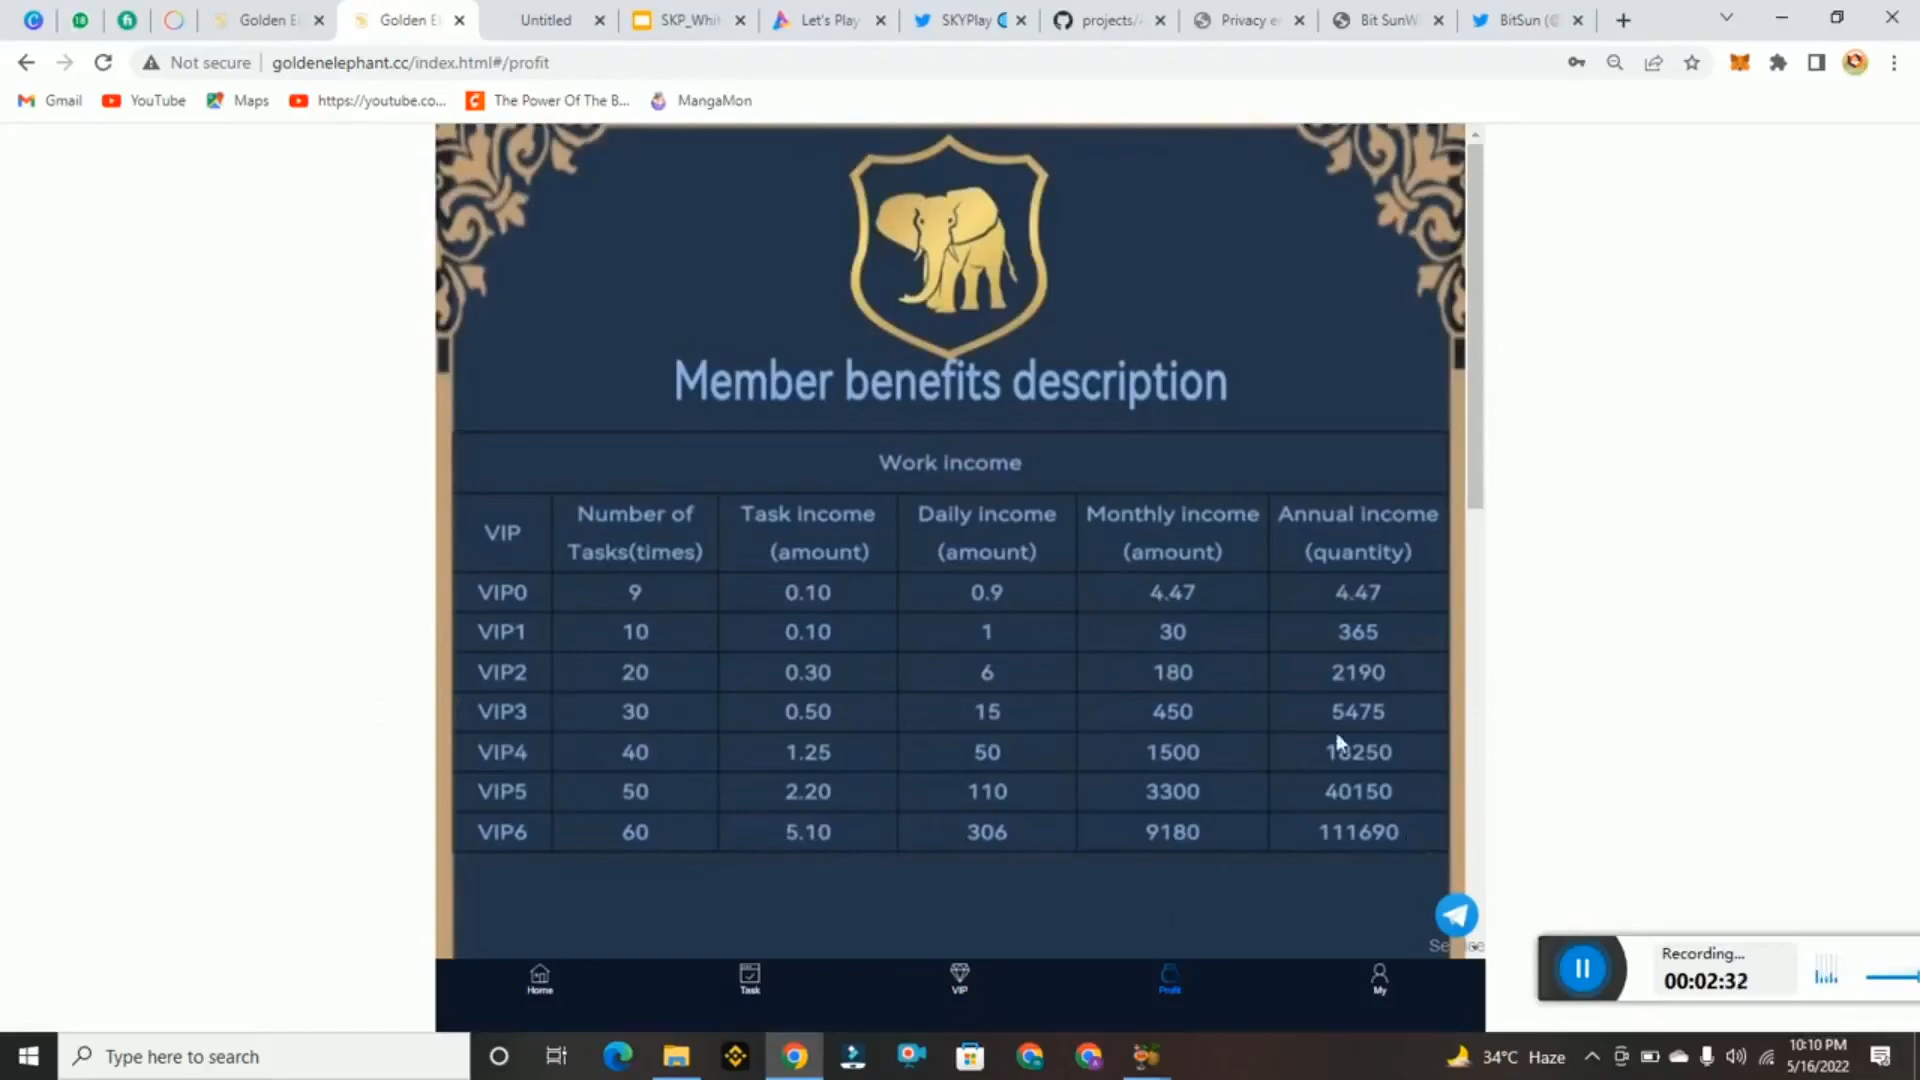 Golden E
Golden El
Untitled
SKP_Whit
Let's Play
SKYPlay
projects/
Privacy e
Bit SunW
BitSun (@
Not secure
goldenelephant.cc/index.html#/profit
Gmail
YouTube
Maps
https://youtube.co...
The Power Of The B...
MangaMon
Member benefits description
Work income
VIP
Number of Tasks(times)
Task income (amount)
Daily income (amount)
Monthly income (amount)
Annual income (quantity)
VIP0 9 0.10 0.9 4.47 4.47
VIP1 10 0.10 1 30 365
VIP2 20 0.30 6 180 2190
VIP3 30 0.50 15 450 5475
VIP4 40 1.25 50 1500 18250
VIP5 50 2.20 110 3300 40150
VIP6 60 5.10 306 9180 111690
Home
Task
VIP
Profit
My
Recording...
00:02:32
Type here to search
34°C Haze
10:10 PM
5/16/2022